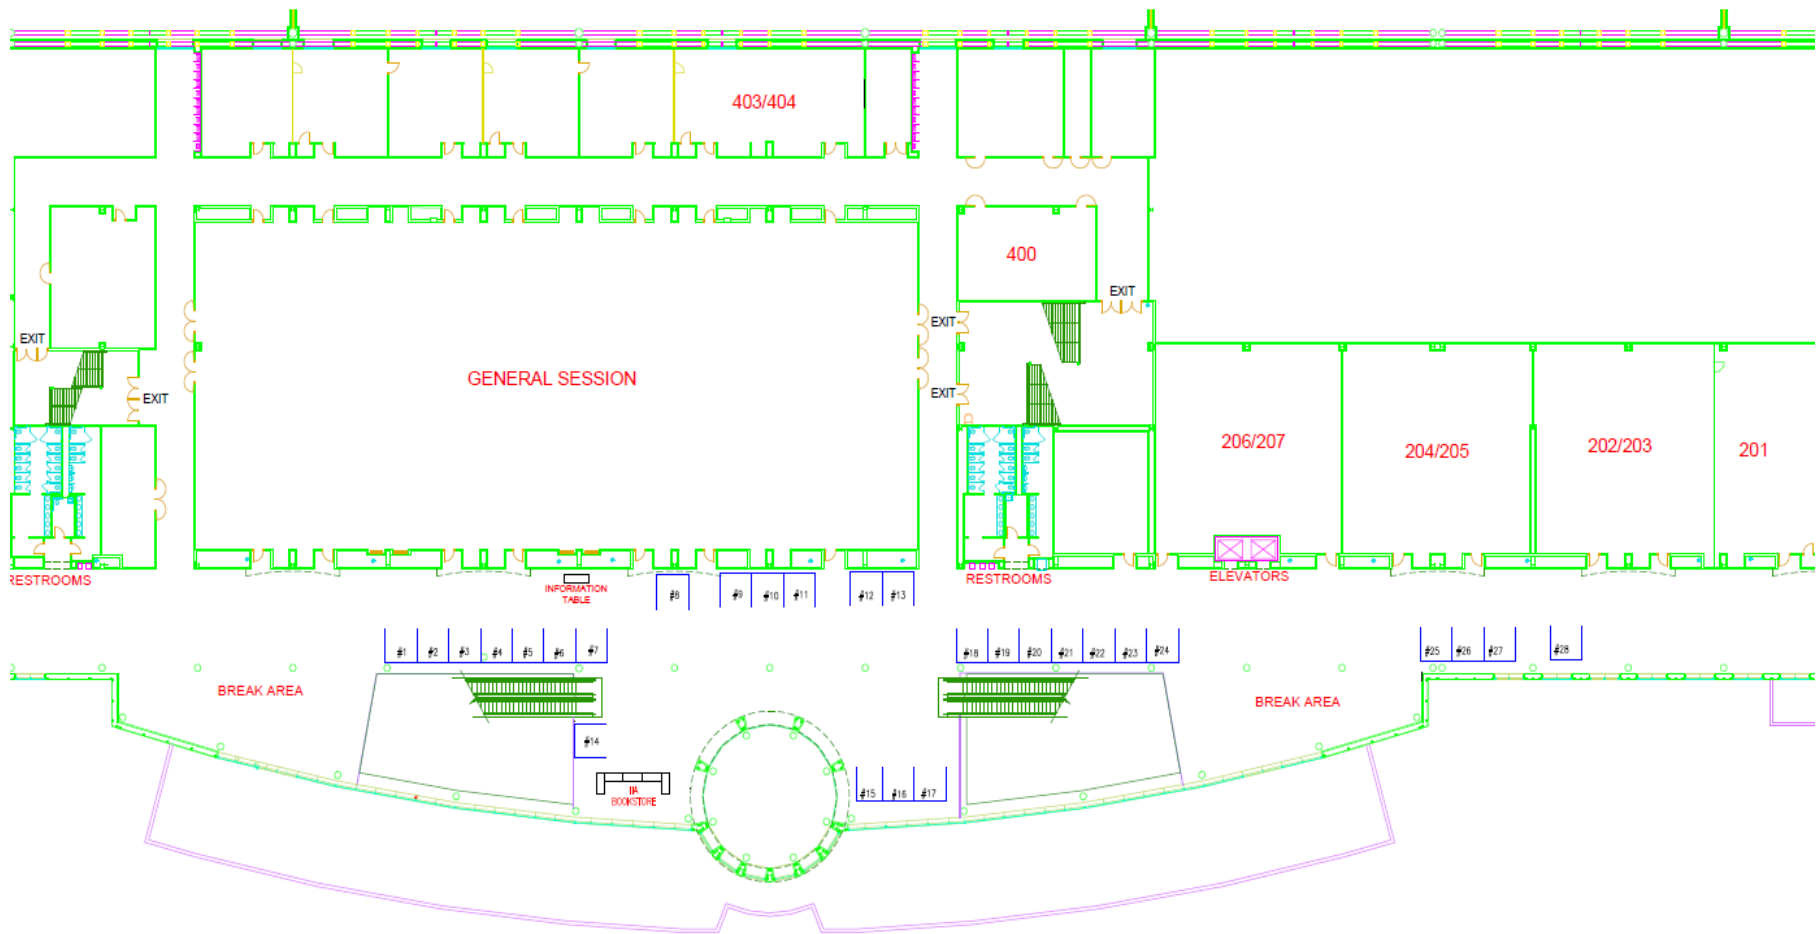 403/404
400
EXIT
EXIT
EXIT
EXIT
EXIT
GENERAL SESSION
206/207
204/205
202/203
201
RESTROOMS
INFORMATION
TABLE
RESTROOMS
ELEVATORS
#8
#9
#10
#11
#12
#13
#1
#2
#3
#4
#5
#6
#7
#18
#19
#20
#21
#22
#23
#24
#25
#26
#27
#28
BREAK AREA
BREAK AREA
#14
IIA
BOOKSTORE
#15
#16
#17